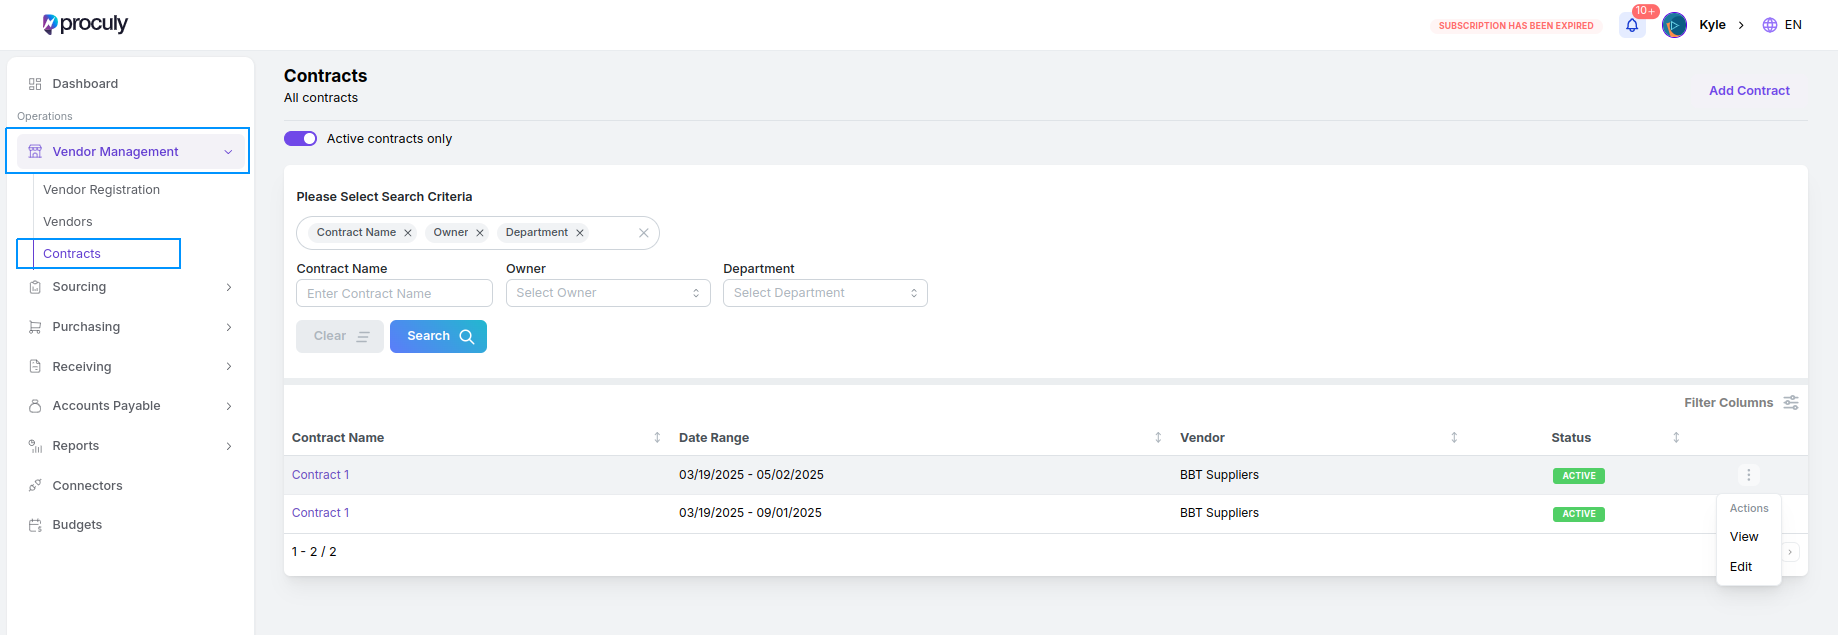 proculy
SUBSCRIPTION HAS BEEN EXPIRED
10+
Kyle
EN
Dashboard
Operations
Vendor Management
Vendor Registration
Vendors
Contracts
Sourcing
Purchasing
Receiving
Accounts Payable
Reports
Connectors
Budgets
Contracts
All contracts
Add Contract
Active contracts only
Please Select Search Criteria
Contract Name Owner Department
Contract Name Owner Department
Enter Contract Name Select Owner Select Department
Clear Search
Filter Columns
Contract Name Date Range Vendor Status
Contract 1 03/19/2025 - 05/02/2025 BBT Suppliers ACTIVE
Contract 1 03/19/2025 - 09/01/2025 BBT Suppliers ACTIVE
1 - 2 / 2
Actions
View
Edit